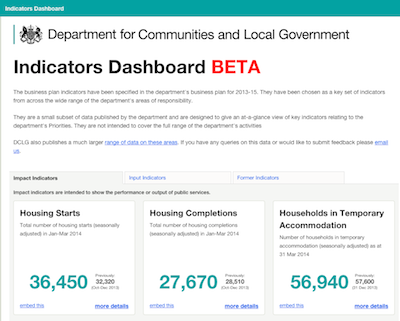 Indicators Dashboard
Department for Communities and Local Government
Indicators Dashboard BETA
The business plan indicators have been specified in the department's business plan for 2013-15. They have been chosen as a key set of indicators
from across the wide range of the department's areas of responsibility.
They are a small subset of data published by the department and are designed to give an at-a-glance view of key indicators relating to the
department's Priorities. They are not intended to cover the full range of the department's activities
DCLG also publishes a much larger range of data on these areas. If you have any queries on this data or would like to submit feedback please email
us.
Impact Indicators Input Indicators Former Indicators
Impact indicators are intended to show the performance or output of public services.
Housing Starts
Total number of housing starts (seasonally
adjusted) in Jan-Mar 2014
36,450
Previously:
32,320
(Oct-Dec 2013)
embed this more details
Housing Completions
Total number of housing completions
(seasonally adjusted) in Jan-Mar 2014
27,670
Previously:
28,510
(Oct-Dec 2013)
embed this more details
Households in Temporary
Accommodation
Number of households in temporary
accommodation (seasonally adjusted) as at
31 Mar 2014
56,940
Previously:
57,600
(31 Dec 2013)
embed this more details